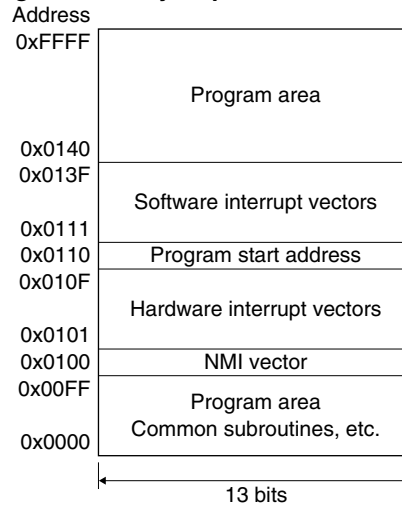 Address
0xFFFF
Program area
0x0140
0x013F
Software interrupt vectors
0x0111
0x0110 Program start address
0x010F
Hardware interrupt vectors
0x0101
0x0100 NMI vector
0x00FF
Program area
Common subroutines, etc.
0x0000
13 bits